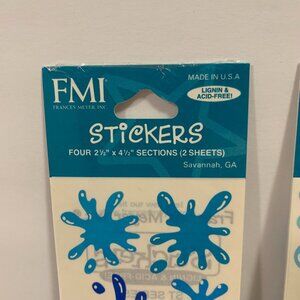 FMI
FRANCES MEYER, INC.
MADE IN U.S.A
LIGNIN &
ACID-FREE!
STiCKERS
FOUR 2½" x 4½" SECTIONS (2 SHEETS)
Savannah, GA